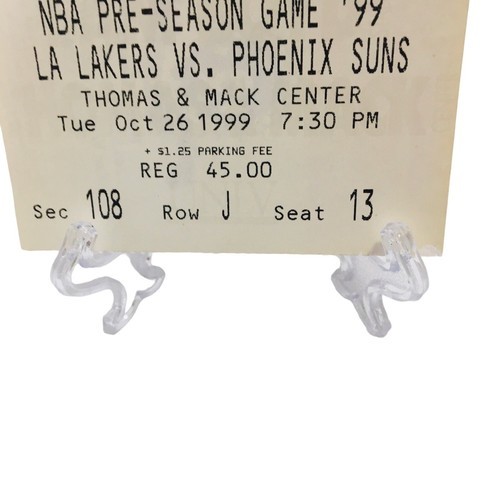 NBA PRE-SEASON GAME '99
LA LAKERS VS. PHOENIX SUNS
THOMAS & MACK CENTER
Tue Oct 26 1999 7:30 PM
+ $1.25 PARKING FEE
REG 45.00
Sec 108 Row J Seat 13